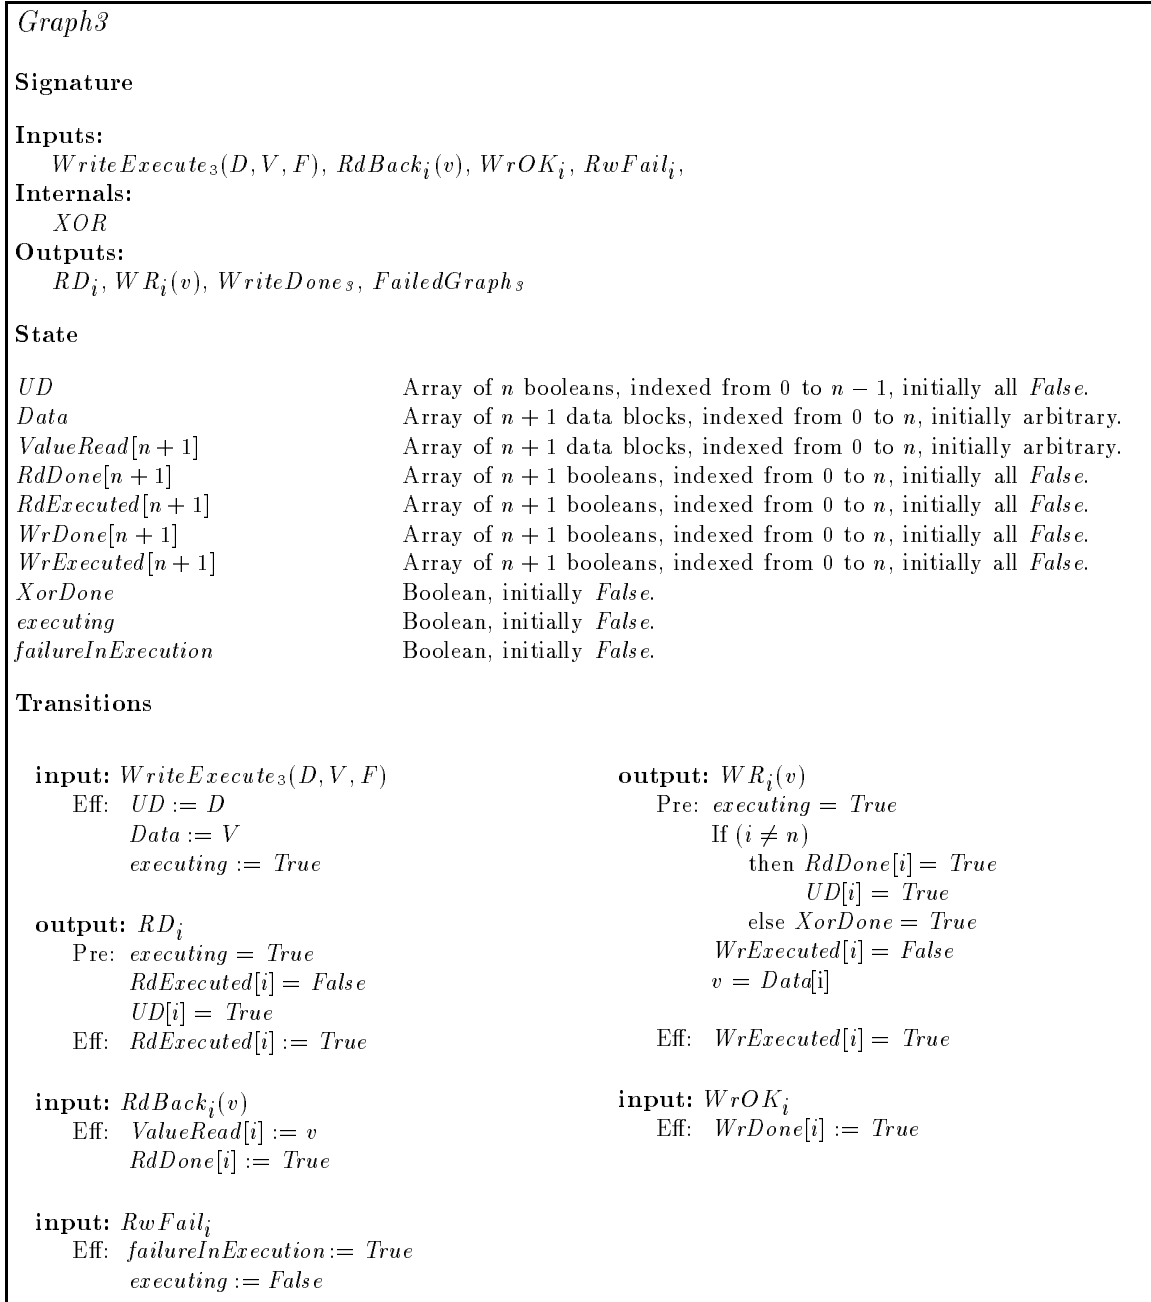 Graph3
Signature
Inputs:
WriteExecute₃(D, V, F), RdBackᵢ(v), WrOKᵢ, RwFailᵢ,
Internals:
XOR
Outputs:
RDᵢ, WRᵢ(v), WriteDone₃, FailedGraph₃
State
UD Array of n booleans, indexed from 0 to n − 1, initially all False.
Data Array of n + 1 data blocks, indexed from 0 to n, initially arbitrary.
ValueRead[n + 1] Array of n + 1 data blocks, indexed from 0 to n, initially arbitrary.
RdDone[n + 1] Array of n + 1 booleans, indexed from 0 to n, initially all False.
RdExecuted[n + 1] Array of n + 1 booleans, indexed from 0 to n, initially all False.
WrDone[n + 1] Array of n + 1 booleans, indexed from 0 to n, initially all False.
WrExecuted[n + 1] Array of n + 1 booleans, indexed from 0 to n, initially all False.
XorDone Boolean, initially False.
executing Boolean, initially False.
failureInExecution Boolean, initially False.
Transitions
input: WriteExecute₃(D, V, F)
Eff: UD := D
Data := V
executing := True
output: RDᵢ
Pre: executing = True
RdExecuted[i] = False
UD[i] = True
Eff: RdExecuted[i] := True
input: RdBackᵢ(v)
Eff: ValueRead[i] := v
RdDone[i] := True
input: RwFailᵢ
Eff: failureInExecution := True
executing := False
output: WRᵢ(v)
Pre: executing = True
If (i ≠ n)
then RdDone[i] = True
UD[i] = True
else XorDone = True
WrExecuted[i] = False
v = Data[i]
Eff: WrExecuted[i] = True
input: WrOKᵢ
Eff: WrDone[i] := True